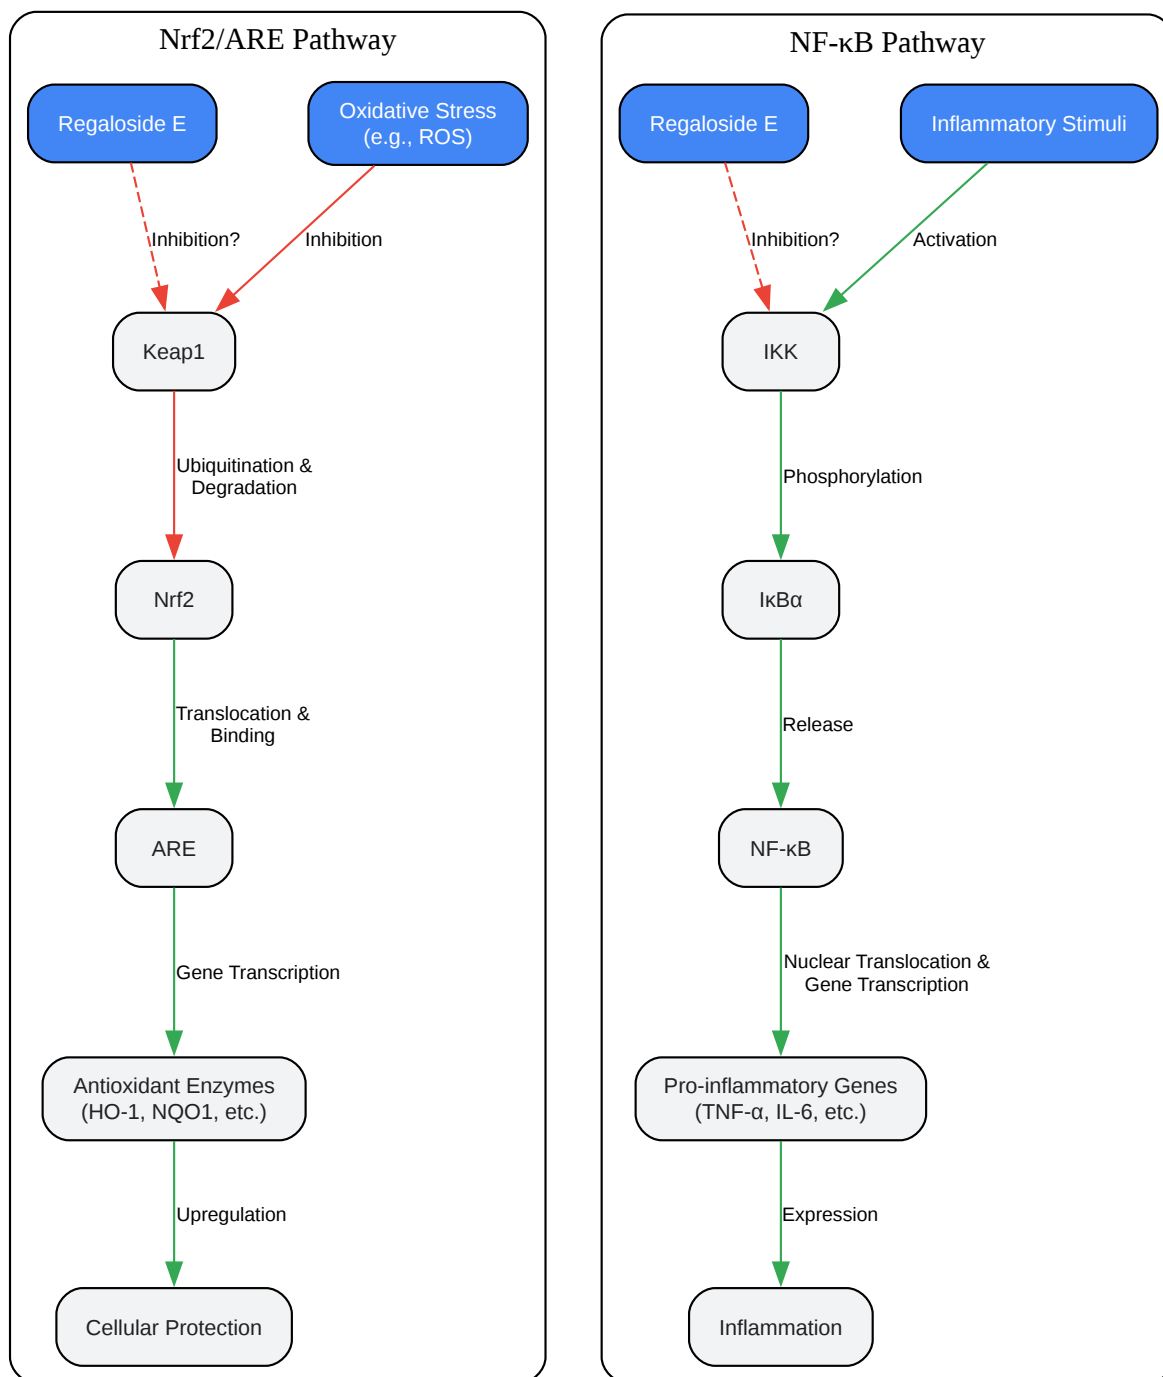 Nrf2/ARE Pathway
Regaloside E
Oxidative Stress
(e.g., ROS)
Inhibition?
Inhibition
Keap1
Ubiquitination &
Degradation
Nrf2
Translocation &
Binding
ARE
Gene Transcription
Antioxidant Enzymes
(HO-1, NQO1, etc.)
Upregulation
Cellular Protection
NF-κB Pathway
Regaloside E
Inflammatory Stimuli
Inhibition?
Activation
IKK
Phosphorylation
IκBα
Release
NF-κB
Nuclear Translocation &
Gene Transcription
Pro-inflammatory Genes
(TNF-α, IL-6, etc.)
Expression
Inflammation